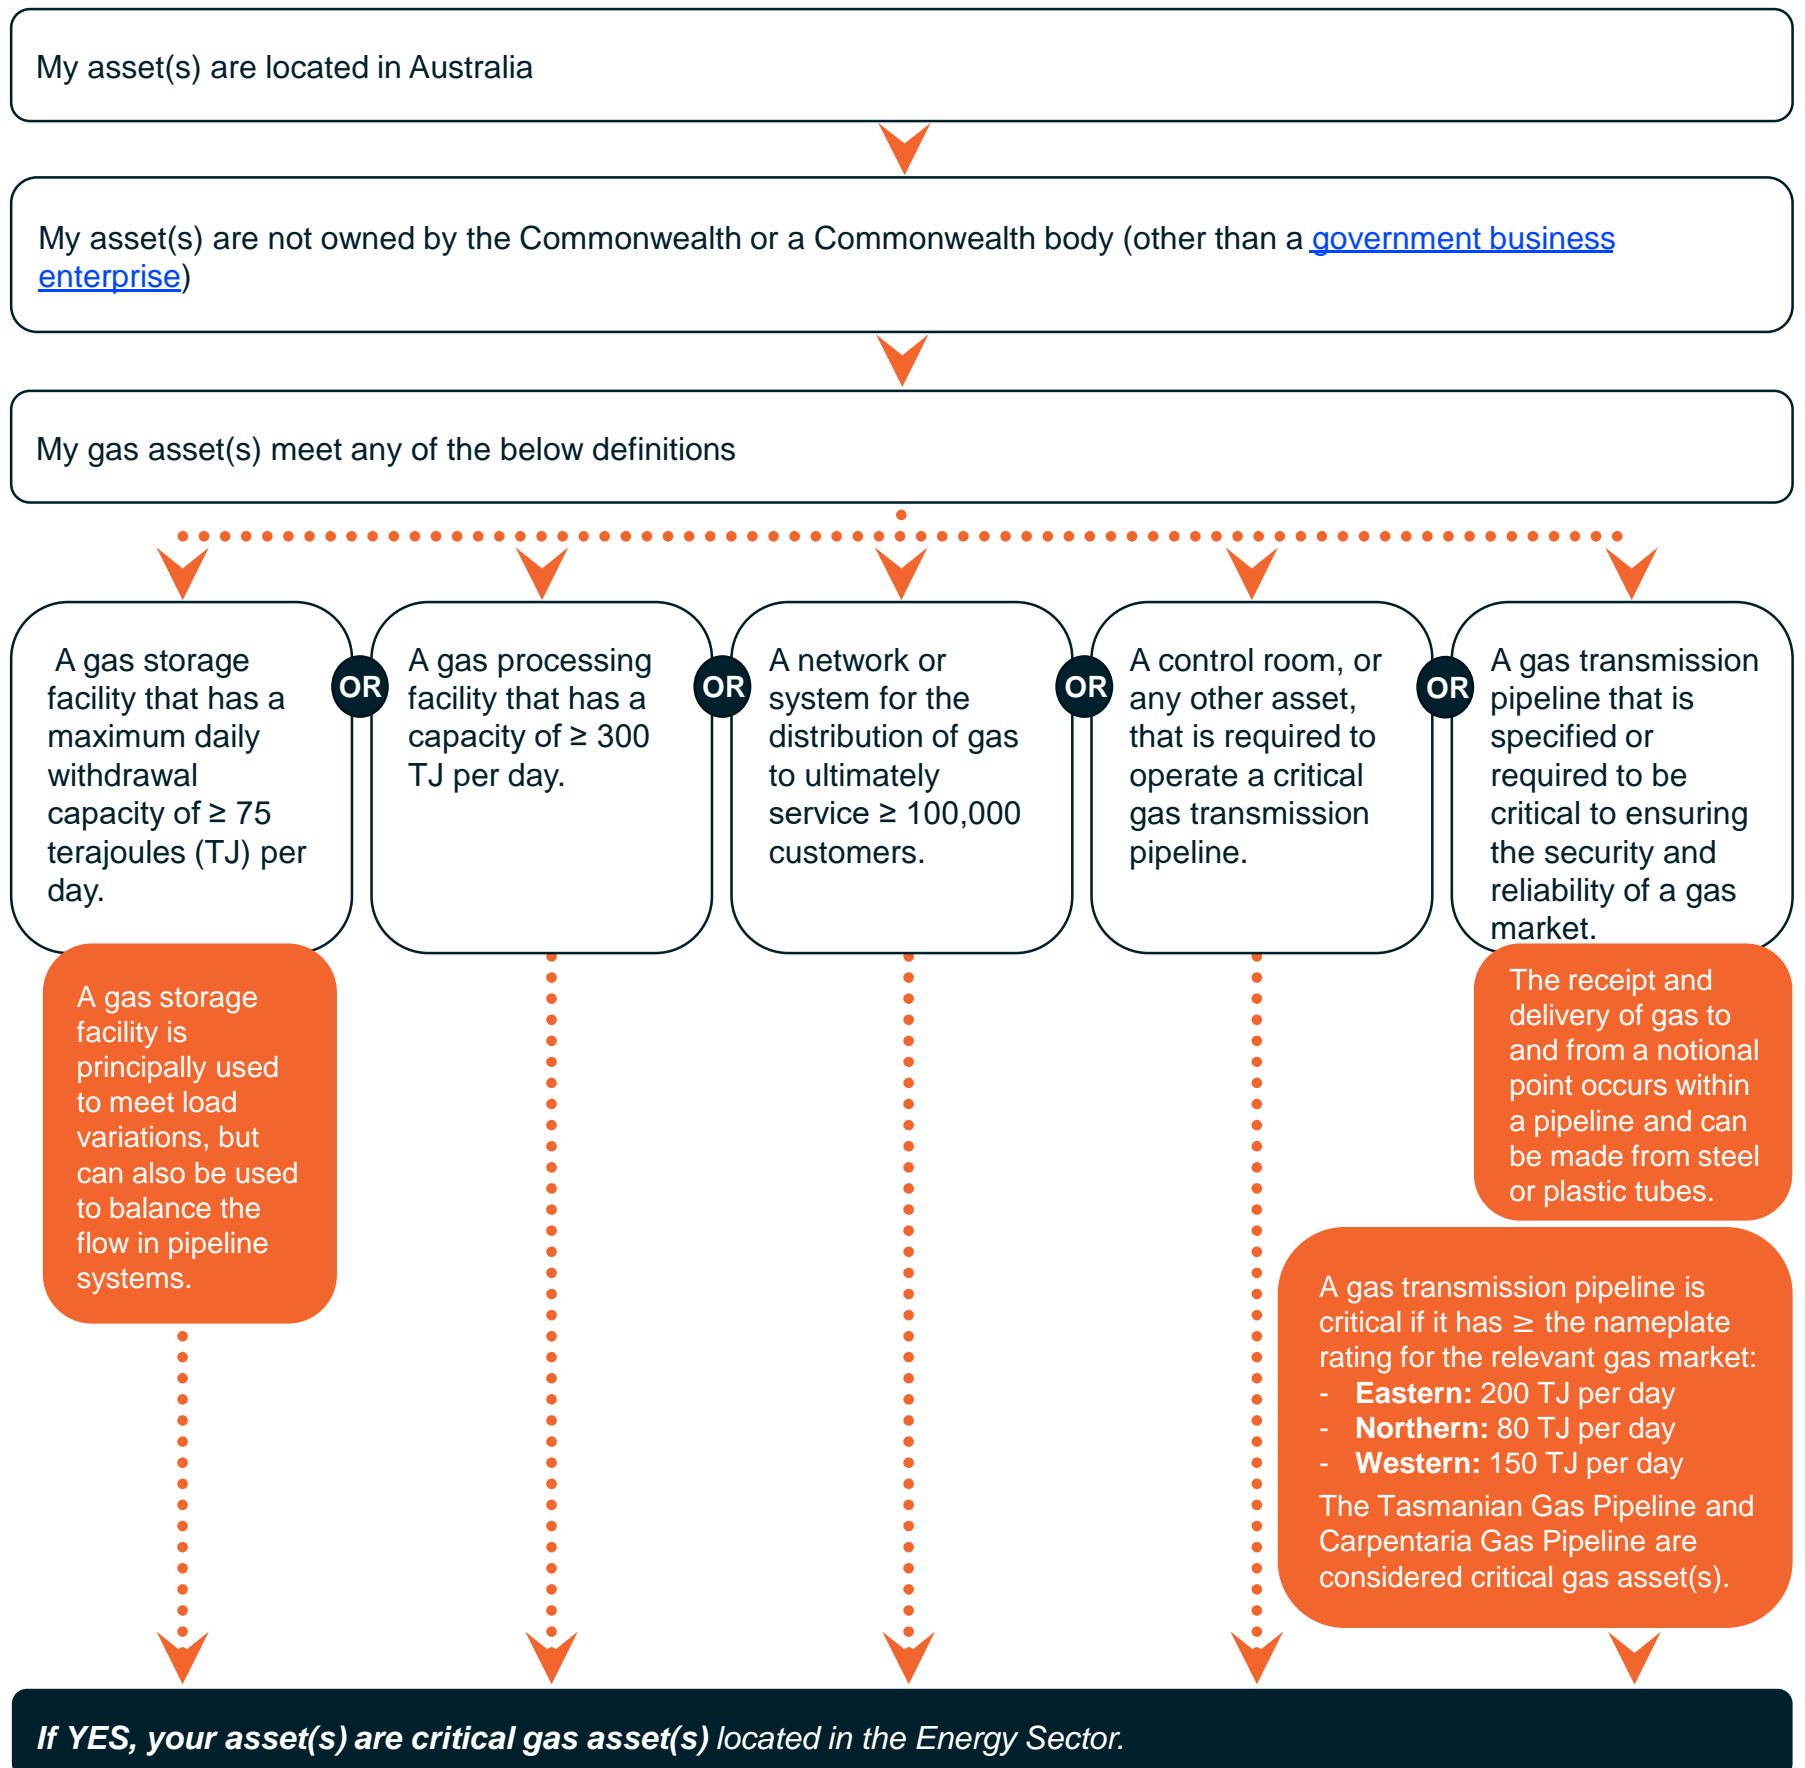 My asset(s) are located in Australia
My asset(s) are not owned by the Commonwealth or a Commonwealth body (other than a government business
enterprise)
My gas asset(s) meet any of the below definitions
A gas storage
facility that has a
maximum daily
withdrawal
capacity of ≥ 75
terajoules (TJ) per
day.
OR
A gas processing
facility that has a
capacity of ≥ 300
TJ per day.
OR
A network or
system for the
distribution of gas
to ultimately
service ≥ 100,000
customers.
OR
A control room, or
any other asset,
that is required to
operate a critical
gas transmission
pipeline.
OR
A gas transmission
pipeline that is
specified or
required to be
critical to ensuring
the security and
reliability of a gas
market.
A gas storage
facility is
principally used
to meet load
variations, but
can also be used
to balance the
flow in pipeline
systems.
The receipt and
delivery of gas to
and from a notional
point occurs within
a pipeline and can
be made from steel
or plastic tubes.
A gas transmission pipeline is
critical if it has ≥ the nameplate
rating for the relevant gas market:
- Eastern: 200 TJ per day
- Northern: 80 TJ per day
- Western: 150 TJ per day
The Tasmanian Gas Pipeline and
Carpentaria Gas Pipeline are
considered critical gas asset(s).
If YES, your asset(s) are critical gas asset(s) located in the Energy Sector.